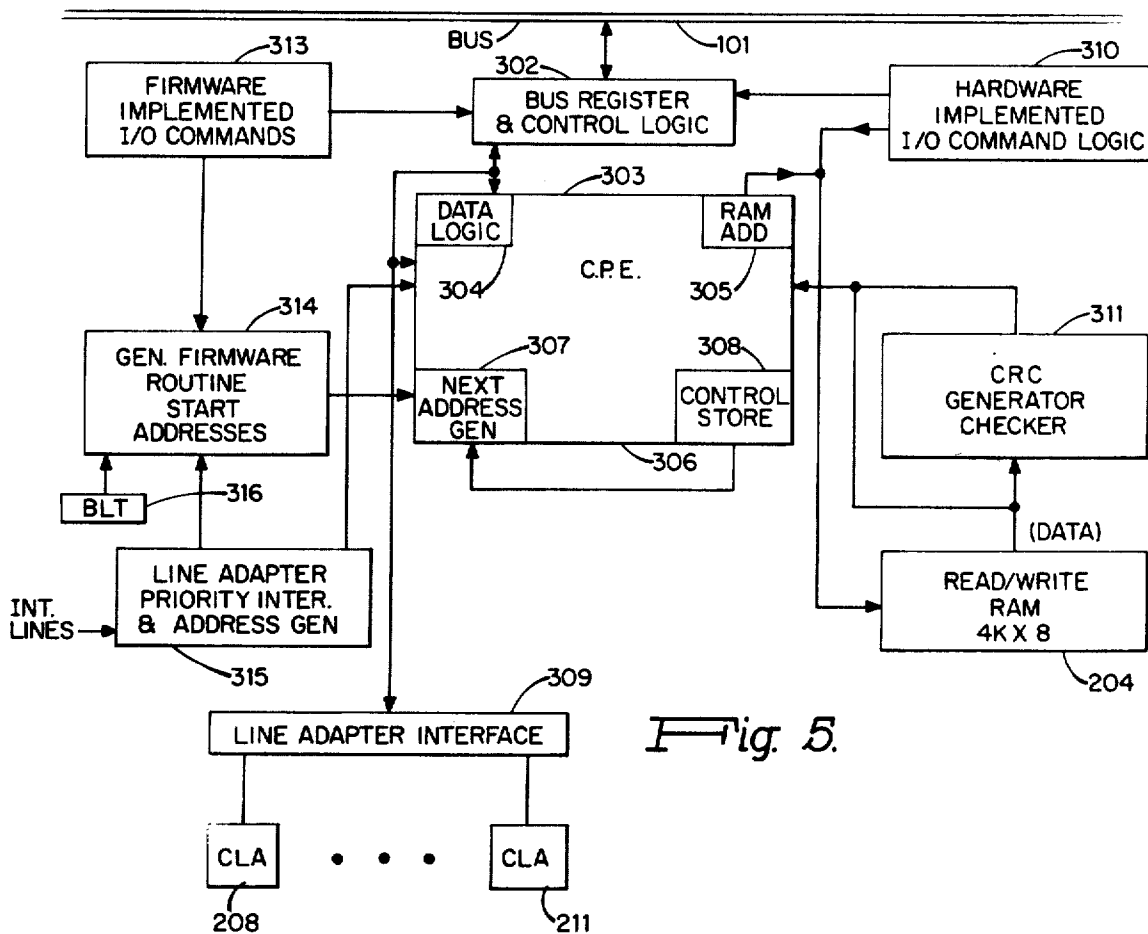 BUS
101
313
302
310
FIRMWARE
IMPLEMENTED
I/O COMMANDS
BUS REGISTER
& CONTROL LOGIC
HARDWARE
IMPLEMENTED
I/O COMMAND LOGIC
303
DATA
LOGIC
RAM
ADD
C.P.E.
304
305
314
307
308
311
GEN. FIRMWARE
ROUTINE
START
ADDRESSES
NEXT
ADDRESS
GEN
CONTROL
STORE
CRC
GENERATOR
CHECKER
306
BLT
316
(DATA)
LINE ADAPTER
PRIORITY INTER.
& ADDRESS GEN
INT.
LINES
READ/WRITE
RAM
4K X 8
315
204
309
LINE ADAPTER INTERFACE
Fig. 5.
CLA
• • •
CLA
208
211